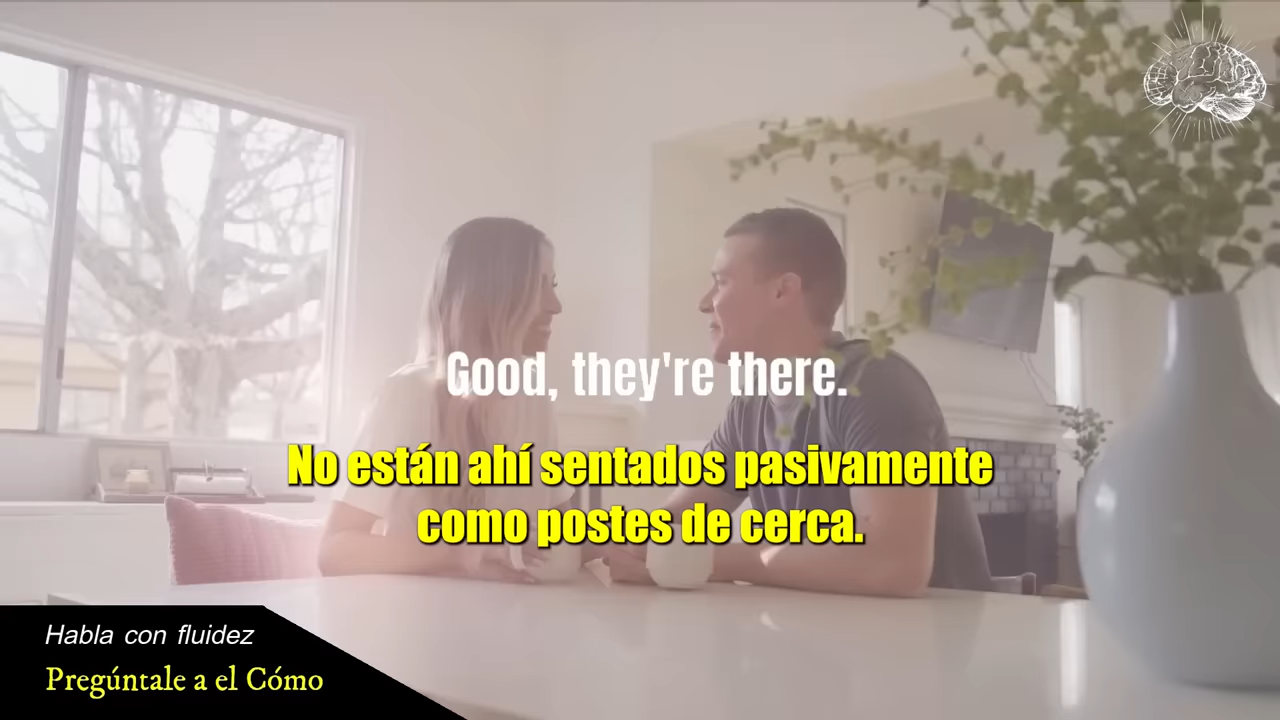 Good, they're there.
No están ahí sentados pasivamente
como postes de cerca.
Habla con fluidez
Pregúntale a el Cómo